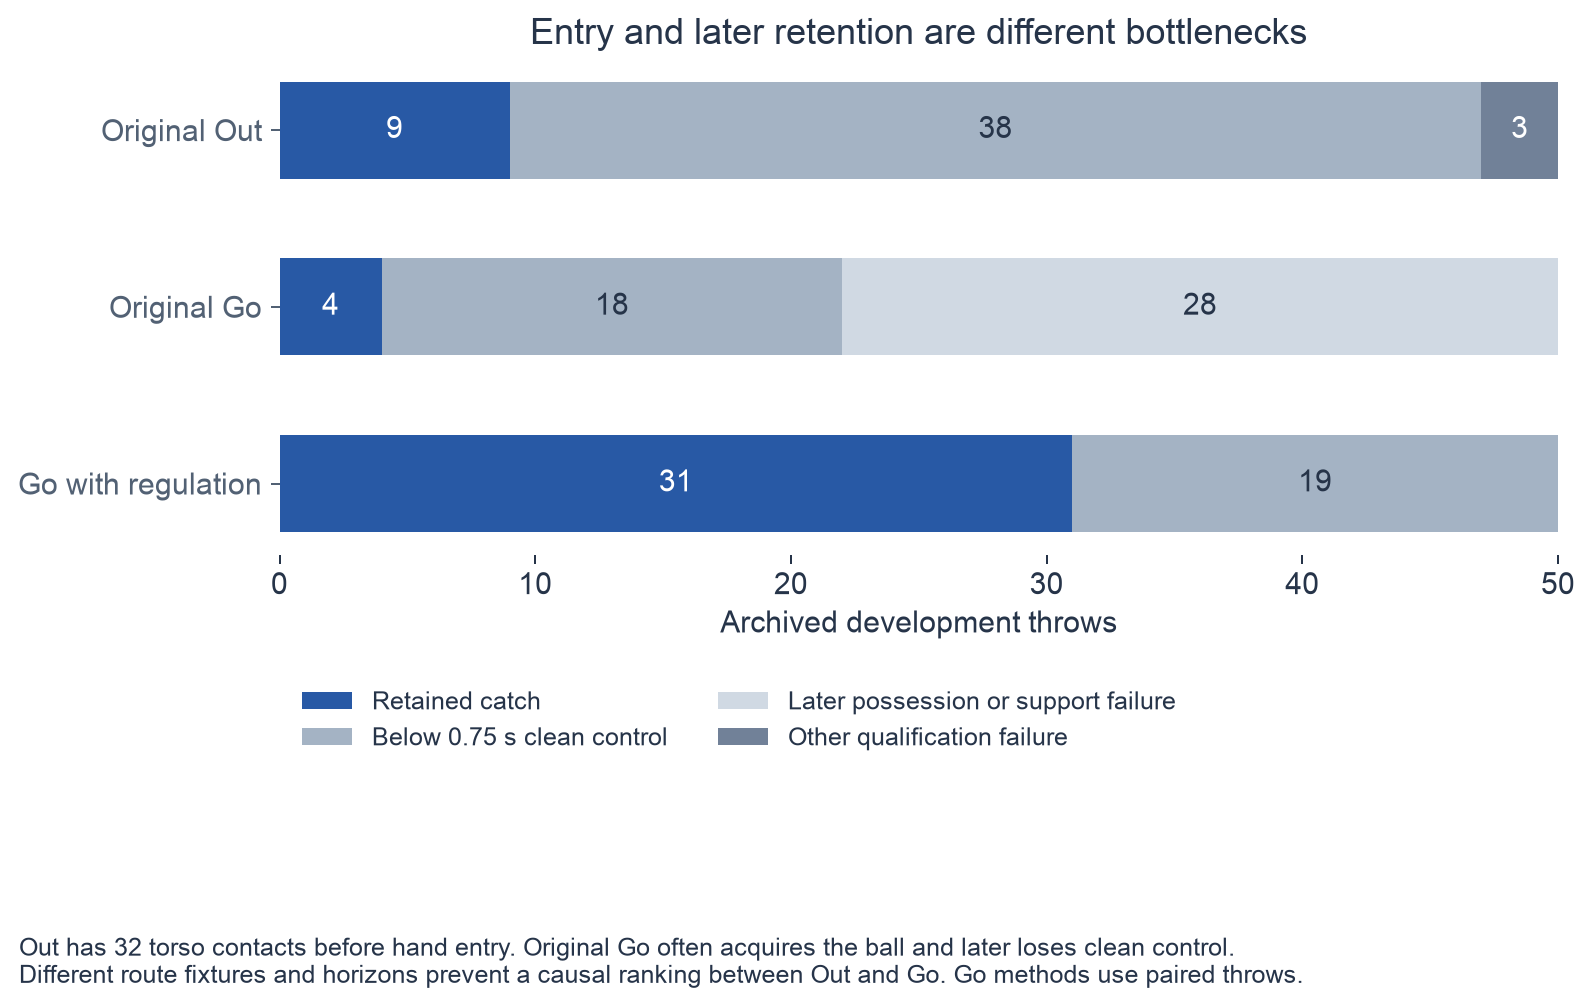 Entry and later retention are different bottlenecks
Original Out
9
38
3
Original Go
4
18
28
Go with regulation
31
19
0
10
20
30
40
50
Archived development throws
Retained catch
Below 0.75 s clean control
Later possession or support failure
Other qualification failure
Out has 32 torso contacts before hand entry. Original Go often acquires the ball and later loses clean control.
Different route fixtures and horizons prevent a causal ranking between Out and Go. Go methods use paired throws.